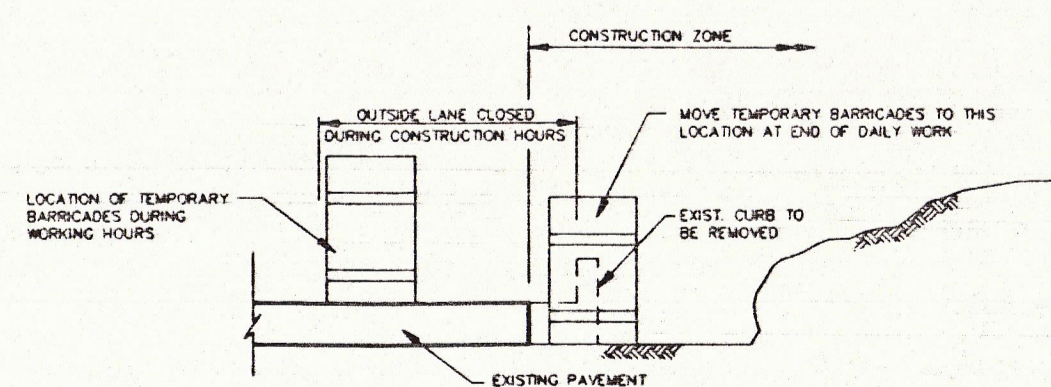 CONSTRUCTION ZONE
OUTSIDE LANE CLOSED
DURING CONSTRUCTION HOURS
MOVE TEMPORARY BARRICADES TO THIS
LOCATION AT END OF DAILY WORK
LOCATION OF TEMPORARY
BARRICADES DURING
WORKING HOURS
EXIST. CURB TO
BE REMOVED
EXISTING PAVEMENT